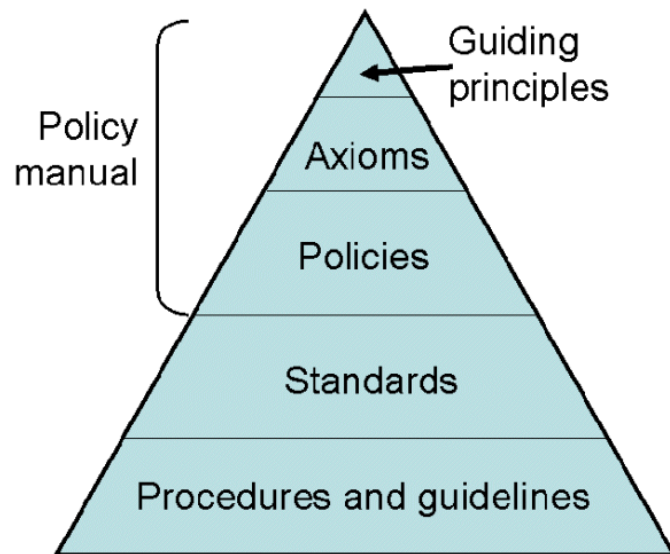 Guiding
principles
Policy
manual
Axioms
Policies
Standards
Procedures and guidelines